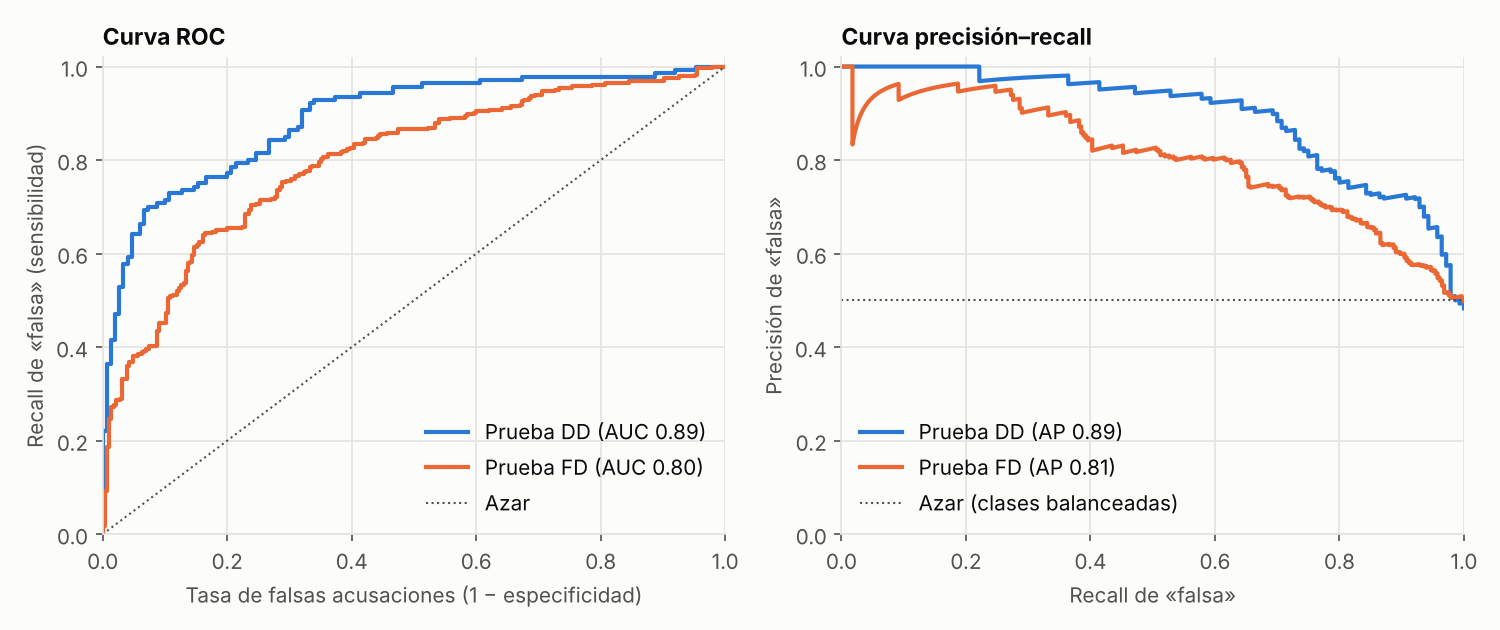 Curva ROC
1.0
0.8
0.6
0.4
0.2
0.0
Recall de «falsa» (sensibilidad)
Prueba DD (AUC 0.89)
Prueba FD (AUC 0.80)
Azar
0.0 0.2 0.4 0.6 0.8 1.0
Tasa de falsas acusaciones (1 − especificidad)
Curva precisión–recall
1.0
0.8
0.6
0.4
0.2
0.0
Precisión de «falsa»
Prueba DD (AP 0.89)
Prueba FD (AP 0.81)
Azar (clases balanceadas)
0.0 0.2 0.4 0.6 0.8 1.0
Recall de «falsa»